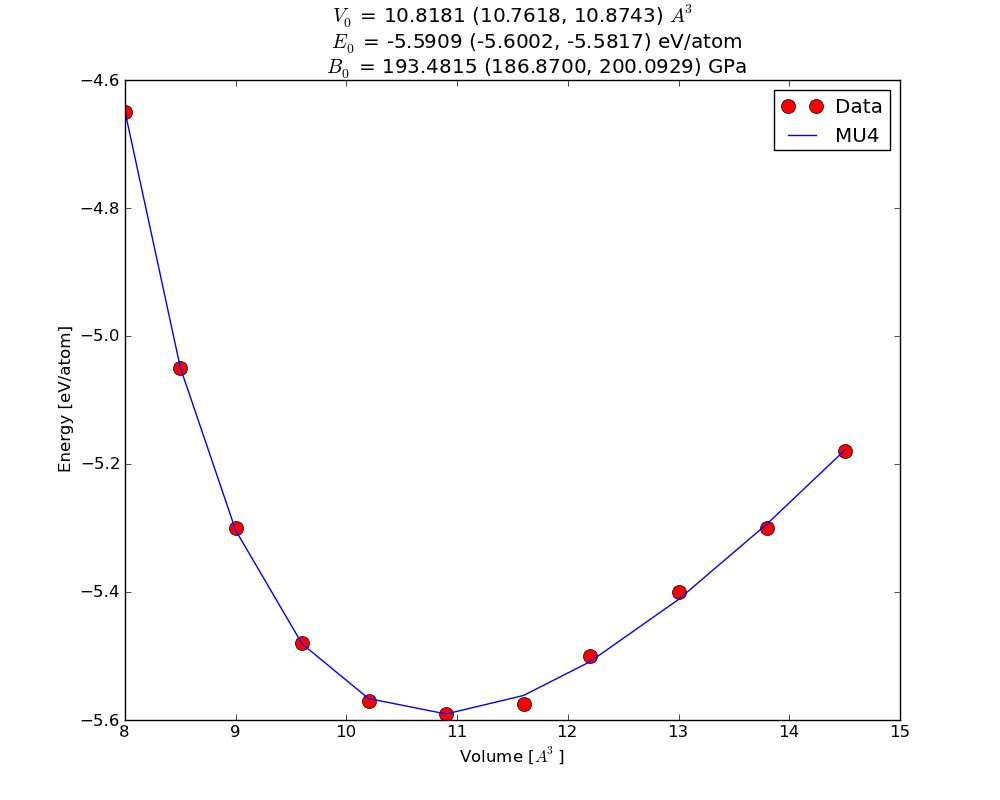 V₀ = 10.8181 (10.7618, 10.8743) A³
E₀ = -5.5909 (-5.6002, -5.5817) eV/atom
B₀ = 193.4815 (186.8700, 200.0929) GPa
Data
MU4
−4.6
−4.8
−5.0
−5.2
−5.4
−5.6
Energy [eV/atom]
8 9 10 11 12 13 14 15
Volume [A³ ]